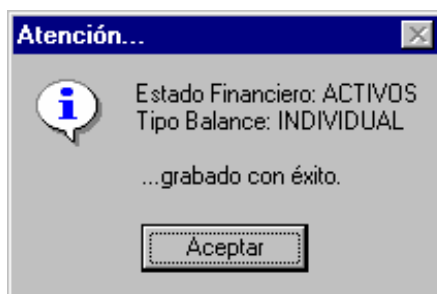 Atención...
Estado Financiero: ACTIVOS
Tipo Balance: INDIVIDUAL
...grabado con éxito.
Aceptar